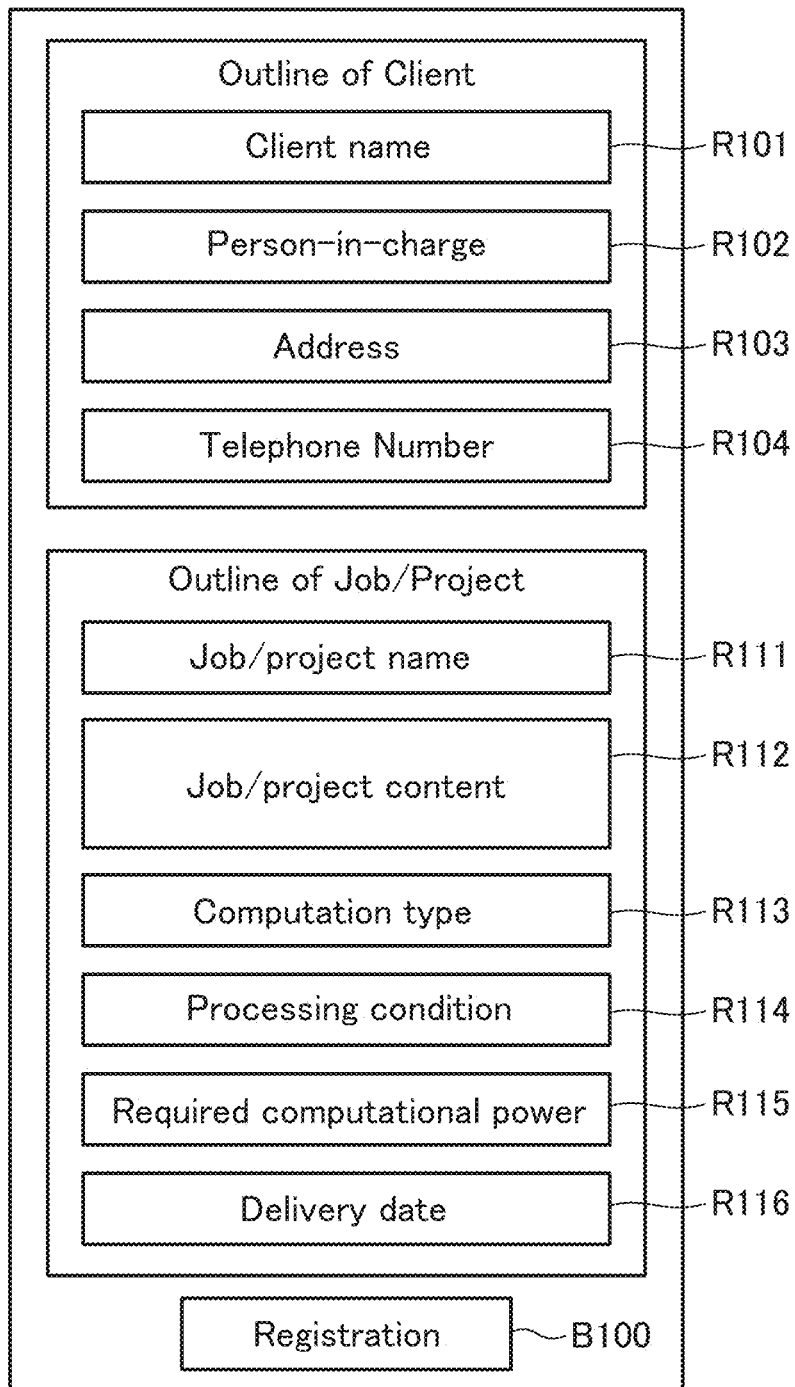 Outline of Client
Client name R101
Person-in-charge R102
Address R103
Telephone Number R104
Outline of Job/Project
Job/project name R111
Job/project content R112
Computation type R113
Processing condition R114
Required computational power R115
Delivery date R116
Registration B100